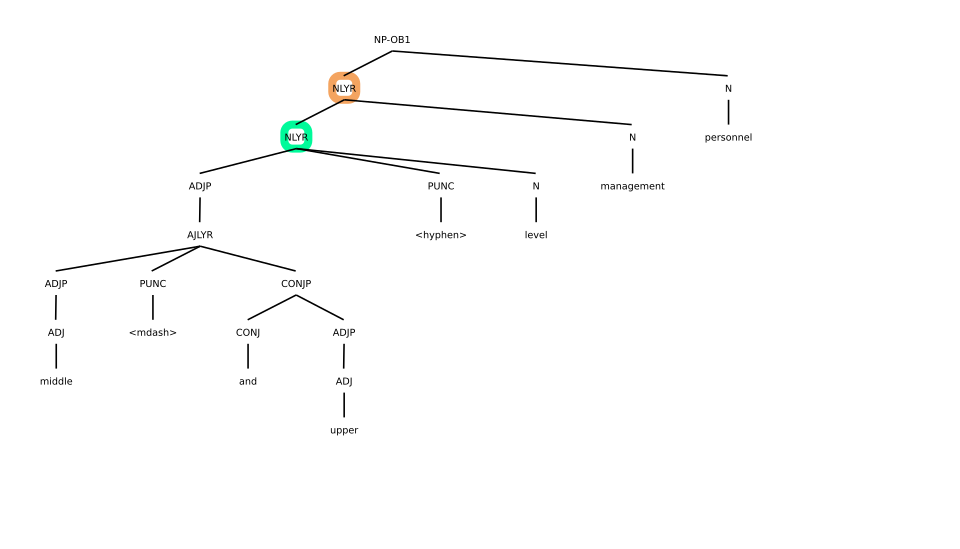 NP-OB1
NLYR N
NLYR N personnel
ADJP PUNC N management
AJLYR <hyphen> level
ADJP PUNC CONJP
ADJ <mdash> CONJ ADJP
middle and ADJ
upper